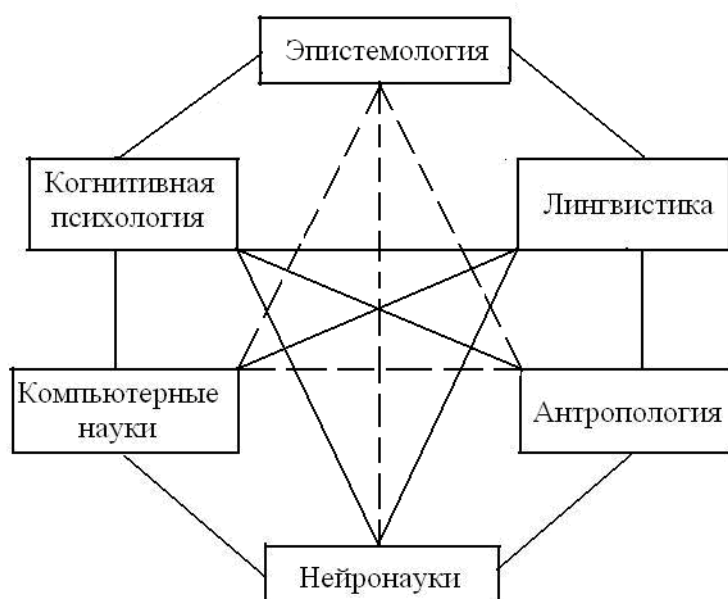 Эпистемология
Когнитивная
психология
Лингвистика
Компьютерные
науки
Антропология
Нейронауки